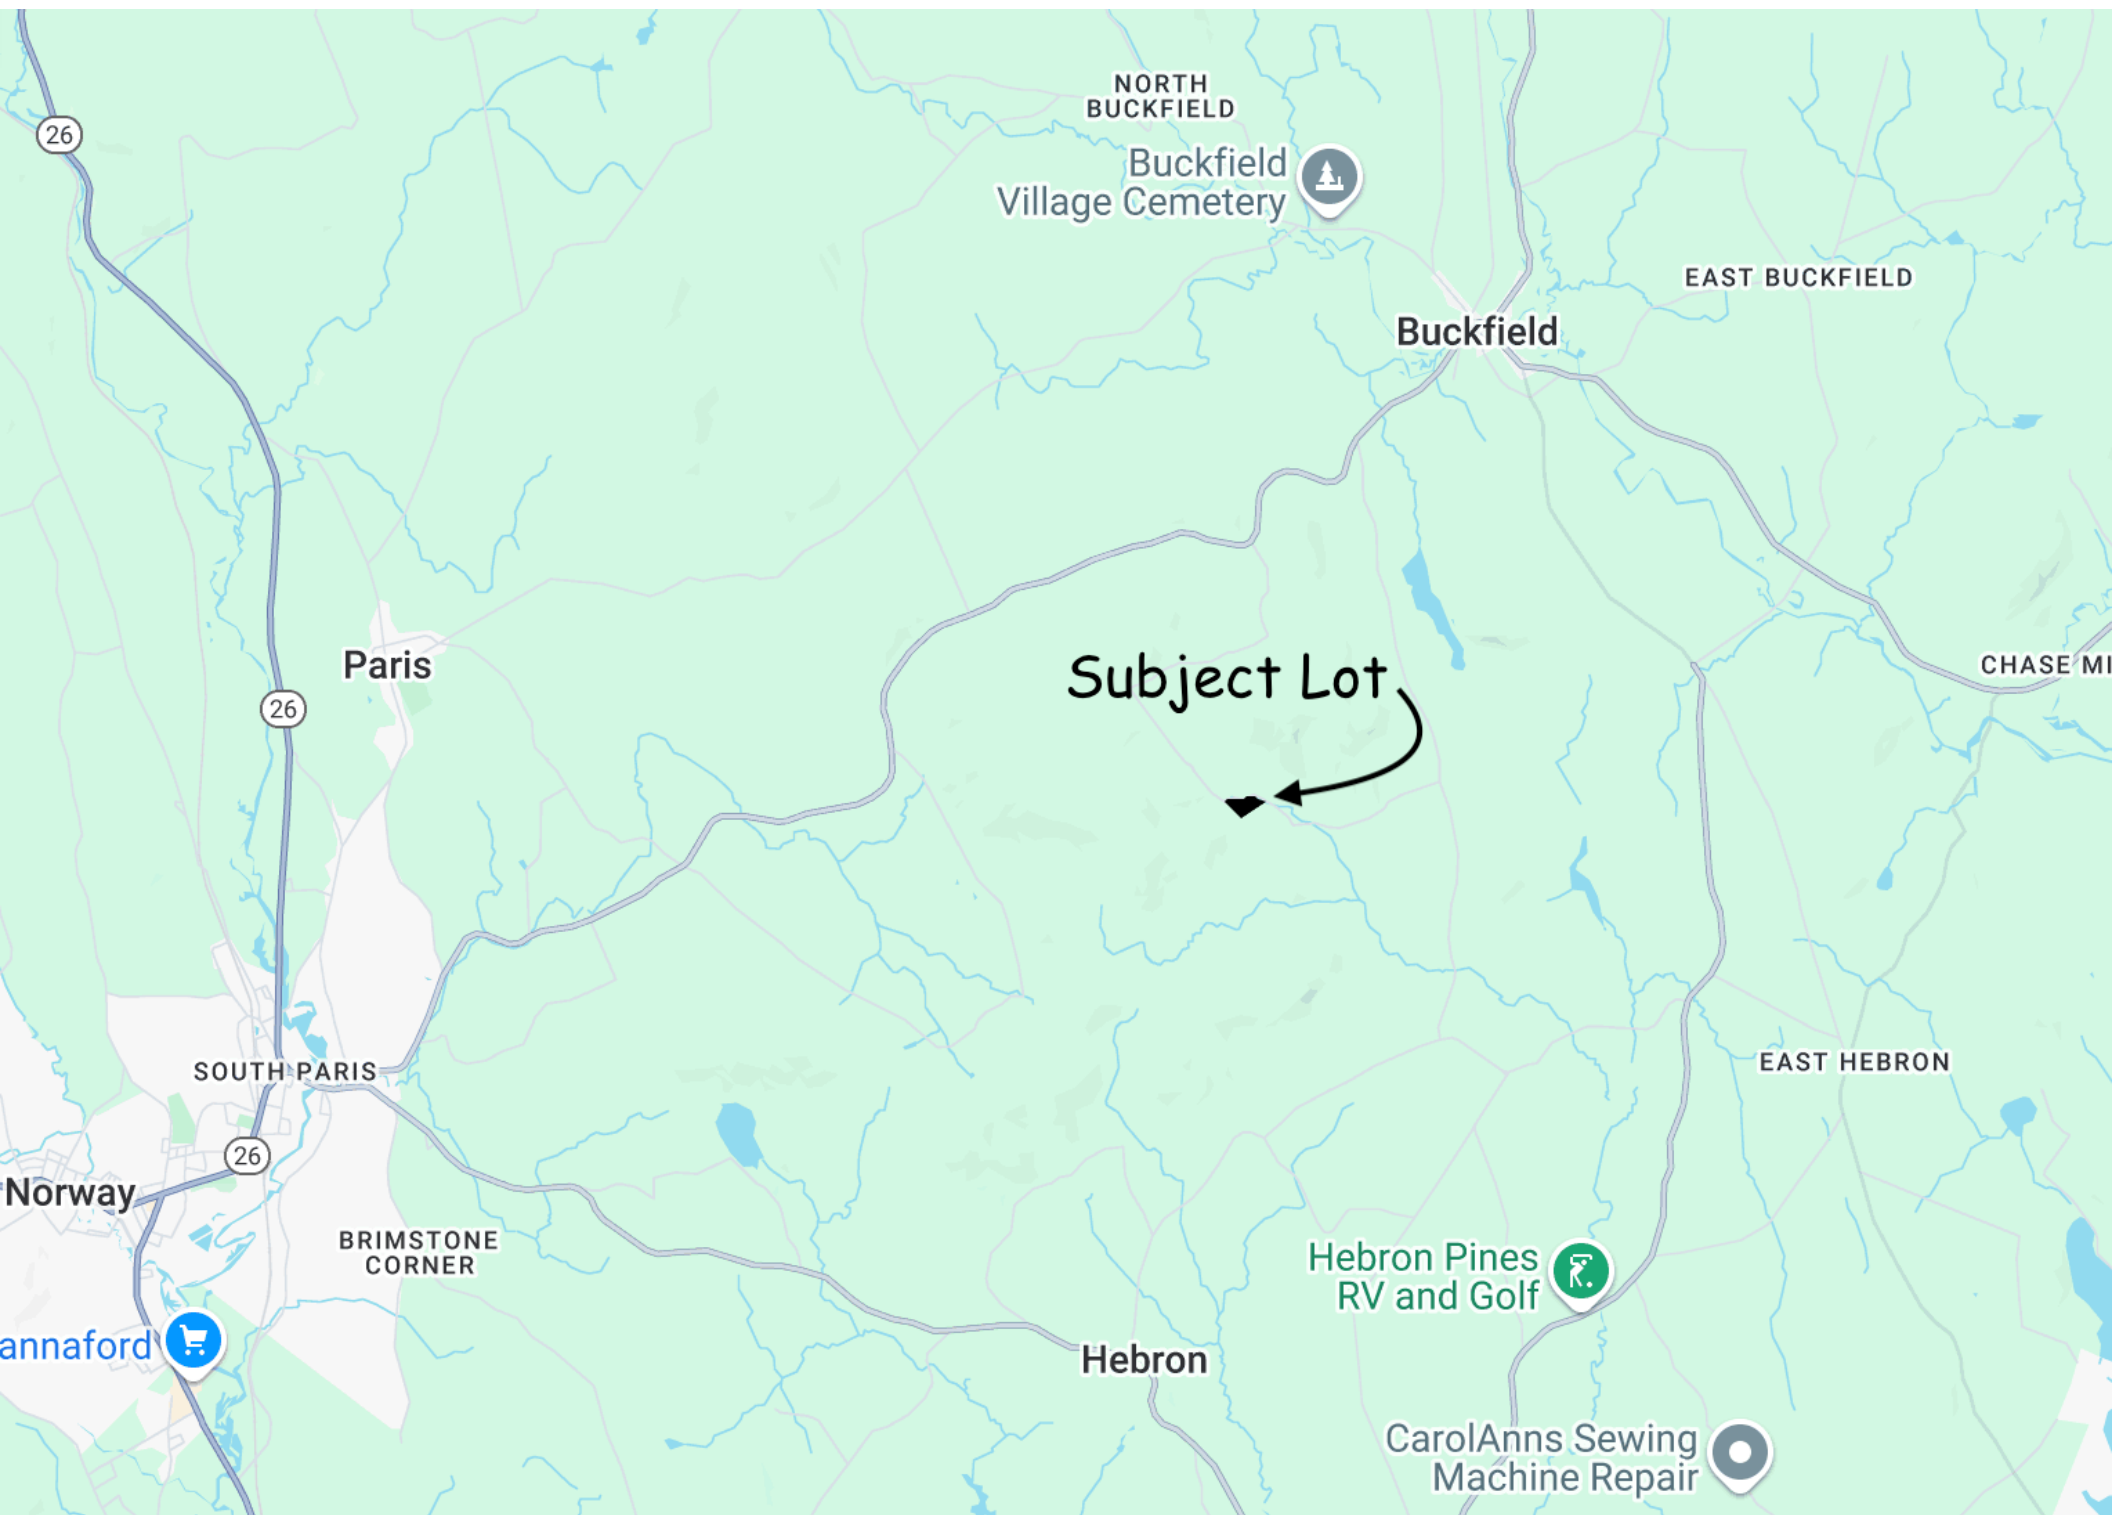 26
NORTH
BUCKFIELD
Buckfield
Village Cemetery
EAST BUCKFIELD
Buckfield
Paris
26
Subject Lot
CHASE MI
SOUTH PARIS
EAST HEBRON
26
Norway
BRIMSTONE
CORNER
Hebron Pines
RV and Golf
annaford
Hebron
CarolAnns Sewing
Machine Repair